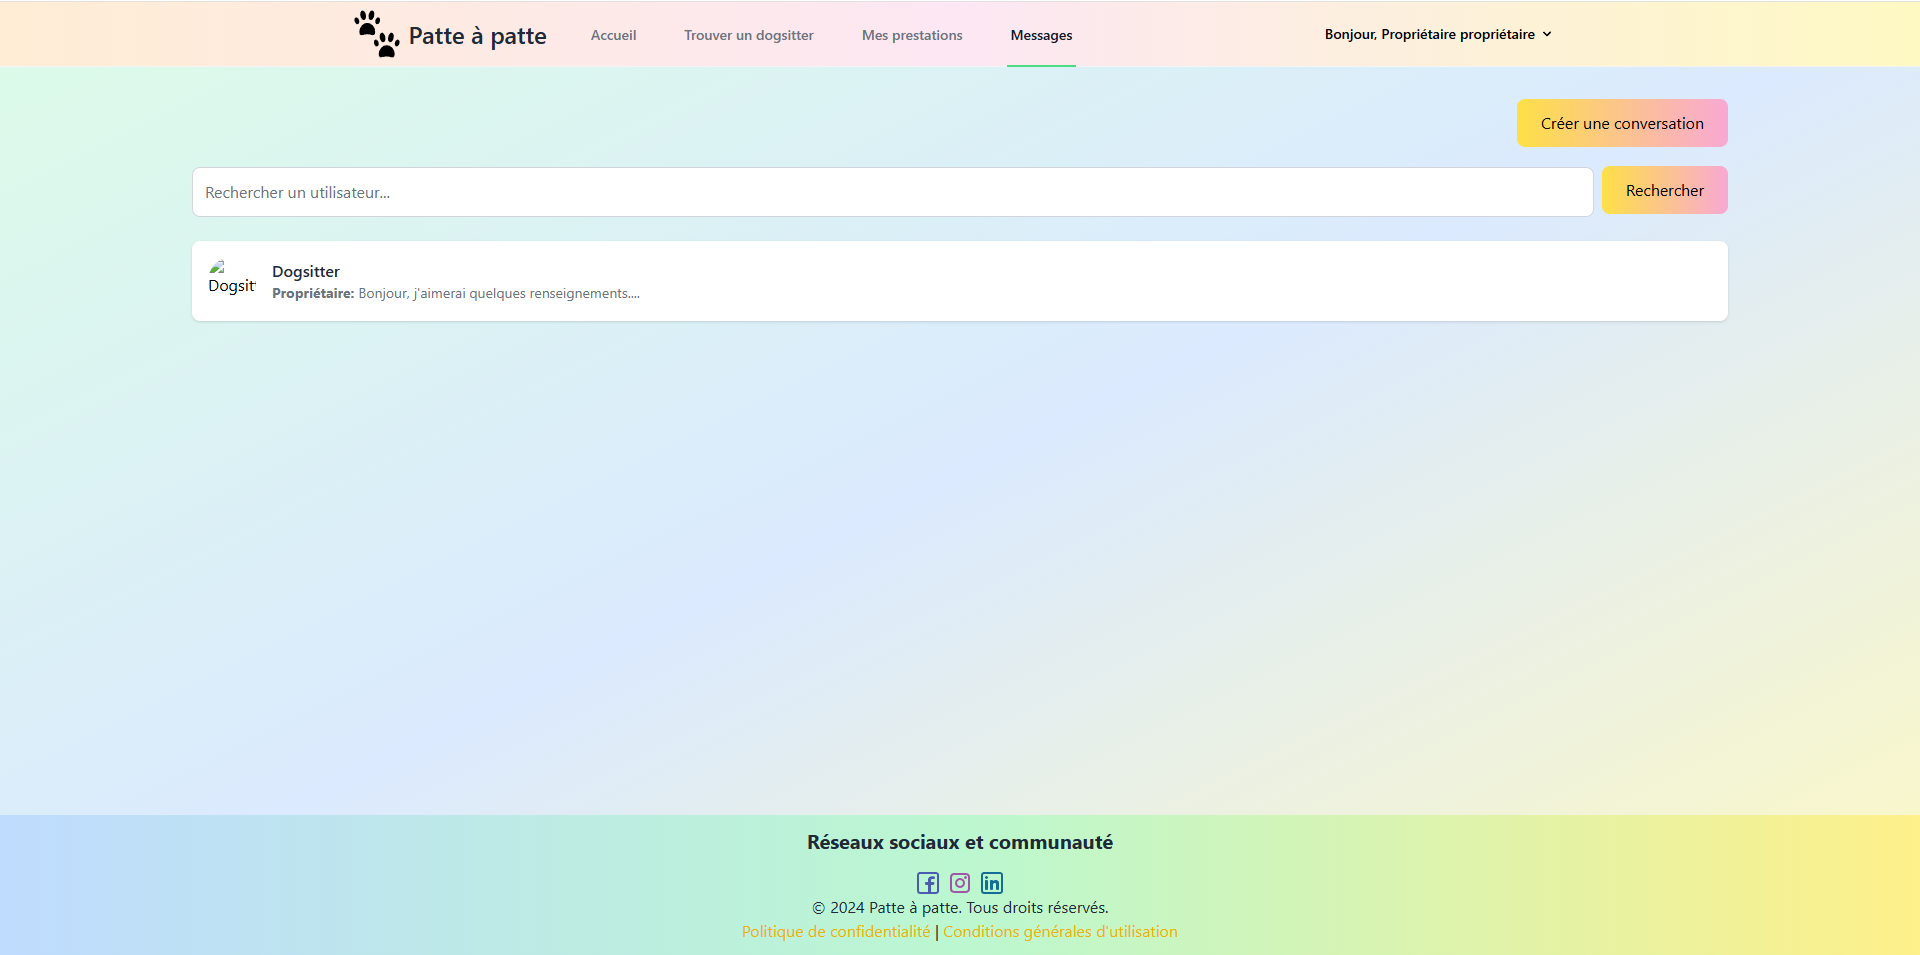 Patte à patte Accueil Trouver un dogsitter Mes prestations Messages Bonjour, Propriétaire propriétaire
Créer une conversation
Rechercher un utilisateur... Rechercher
Dogsitter
Dogsitt
Propriétaire: Bonjour, j'aimerai quelques renseignements....
Réseaux sociaux et communauté
© 2024 Patte à patte. Tous droits réservés.
Politique de confidentialité | Conditions générales d'utilisation